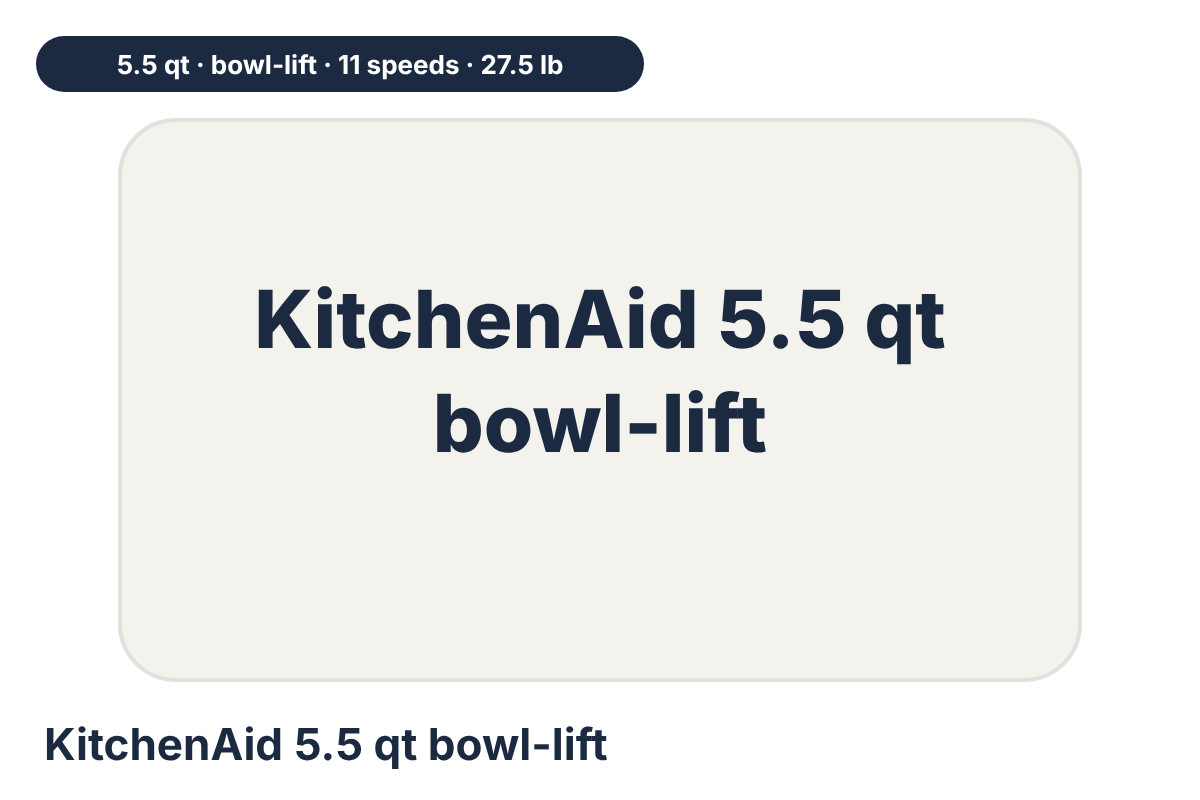 5.5 qt · bowl-lift · 11 speeds · 27.5 lb
KitchenAid 5.5 qt
bowl-lift
KitchenAid 5.5 qt bowl-lift